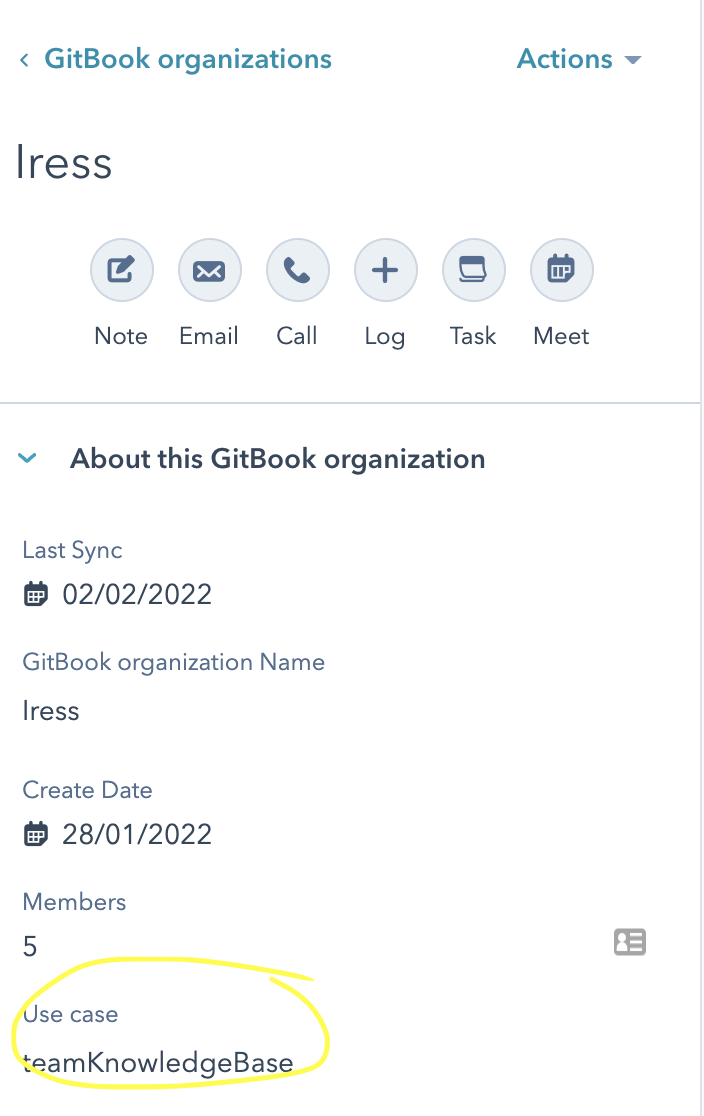 GitBook organizations
Actions
Iress
Note Email Call Log Task Meet
About this GitBook organization
Last Sync
02/02/2022
GitBook organization Name
Iress
Create Date
28/01/2022
Members
5
Use case
teamKnowledgeBase